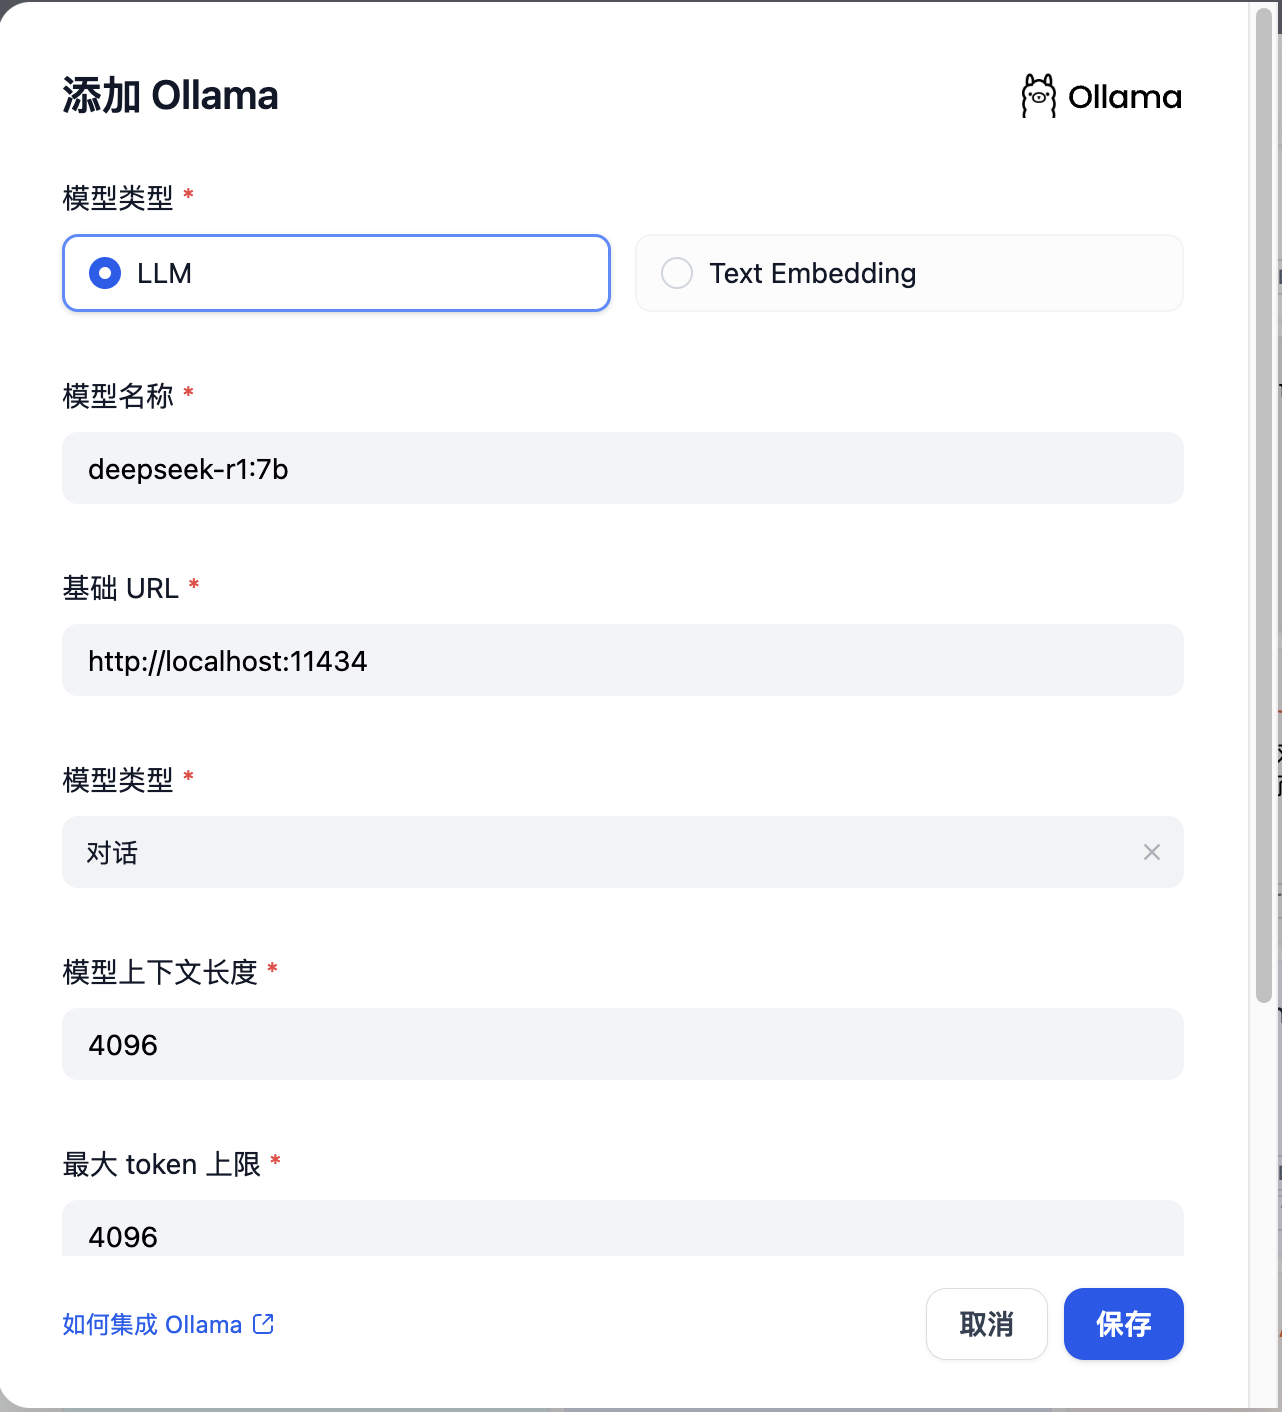 添加 Ollama
Ollama
模型类型 *
LLM
Text Embedding
模型名称 *
deepseek-r1:7b
基础 URL *
http://localhost:11434
模型类型 *
对话
模型上下文长度 *
4096
最大 token 上限 *
4096
如何集成 Ollama
取消
保存